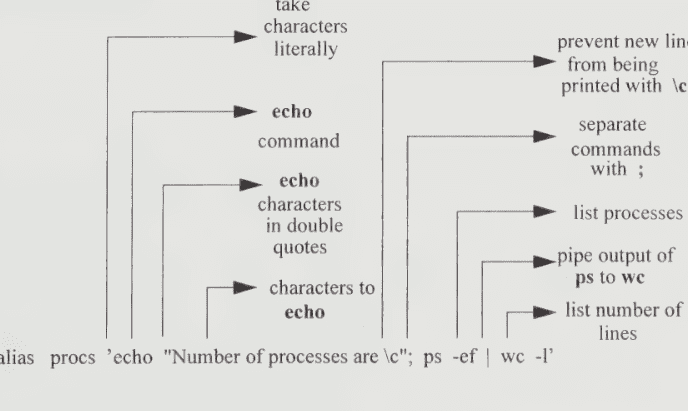 take
characters
literally
echo
command
echo
characters
in double
quotes
characters to
echo
prevent new line
from being
printed with \c
separate
commands
with ;
list processes
pipe output of
ps to wc
list number of
lines
alias procs 'echo "Number of processes are \c"; ps -ef | wc -l'